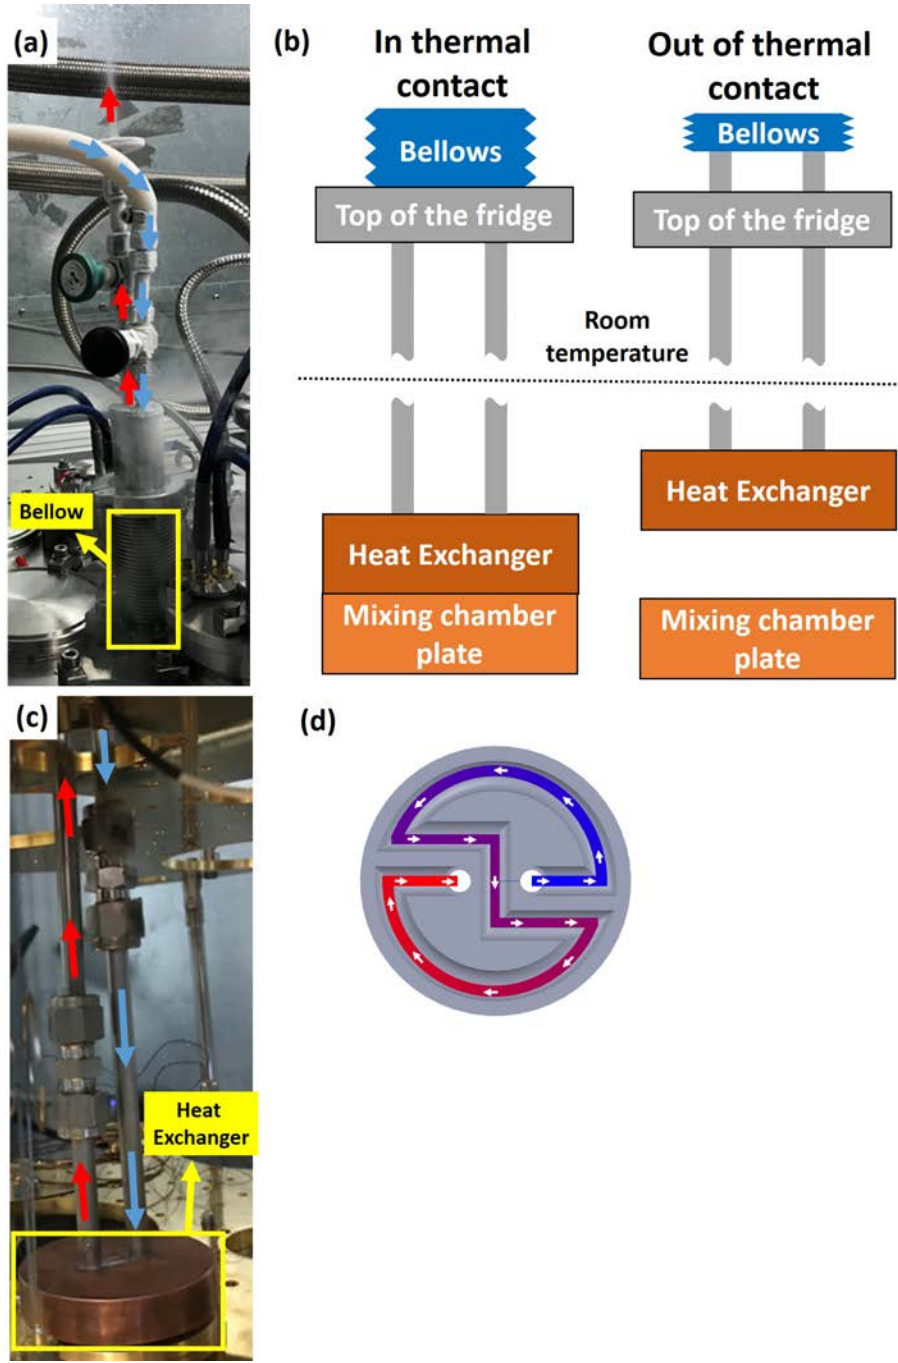 (a)
Bellow
(b)
In thermal
contact
Out of thermal
contact
Bellows
Bellows
Top of the fridge
Top of the fridge
Room
temperature
Heat Exchanger
Mixing chamber
plate
Heat Exchanger
Mixing chamber
plate
(c)
Heat
Exchanger
(d)